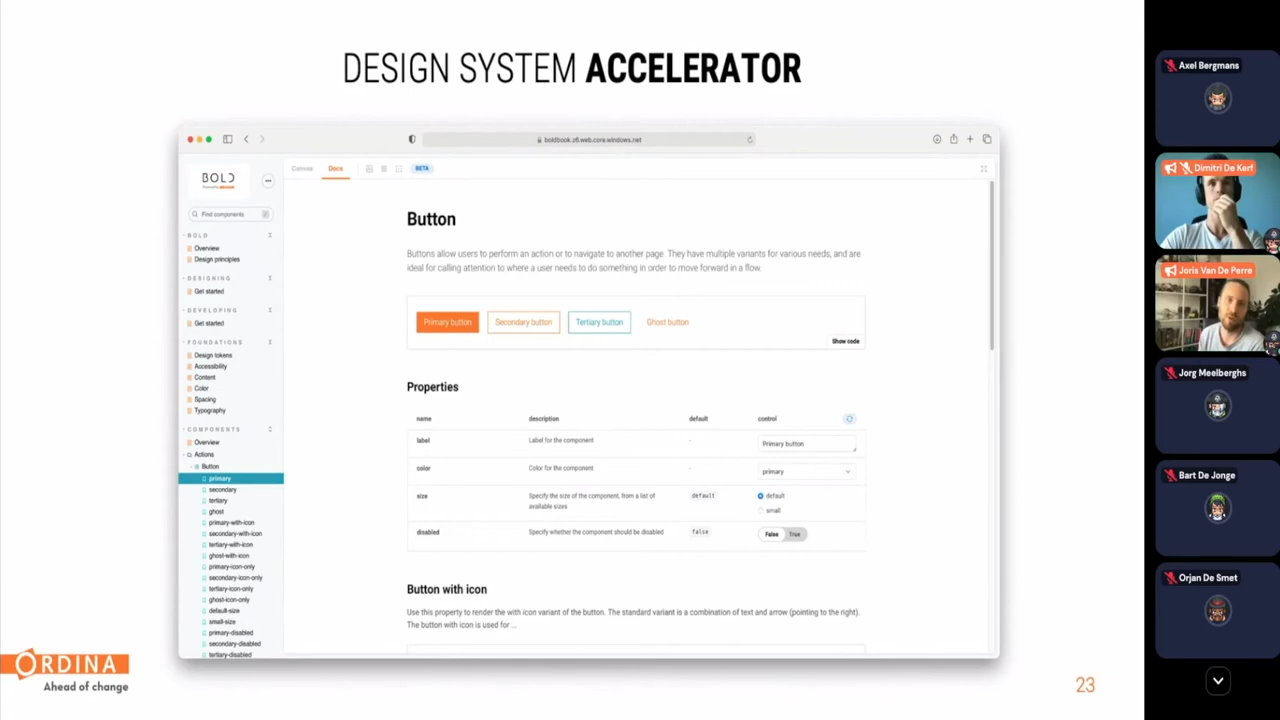 DESIGN SYSTEM ACCELERATOR
boldbook.z6.web.core.windows.net
BOLD
Find components
/
BOLD
Overview
Design principles
DESIGNING
Get started
DEVELOPING
Get started
FOUNDATIONS
Design tokens
Accessibility
Content
Color
Spacing
Typography
COMPONENTS
Overview
Actions
Button
primary
secondary
tertiary
ghost
primary-with-icon
secondary-with-icon
tertiary-with-icon
ghost-with-icon
primary-icon-only
secondary-icon-only
tertiary-icon-only
ghost-icon-only
default-size
small-size
primary-disabled
secondary-disabled
tertiary-disabled
Canvas Docs BETA
Button
Buttons allow users to perform an action or to navigate to another page. They have multiple variants for various needs, and are
ideal for calling attention to where a user needs to do something in order to move forward in a flow.
Primary button Secondary button Tertiary button Ghost button
Show code
Properties
name description default control
label Label for the component - Primary button
color Color for the component - primary
size Specify the size of the component, from a list of default default
available sizes small
disabled Specify whether the component should be disabled false False True
Button with icon
Use this property to render the with icon variant of the button. The standard variant is a combination of text and arrow (pointing to the right).
The button with icon is used for ...
ORDINA
Ahead of change
23
Axel Bergmans
Dimitri De Kerf
Joris Van De Perre
Jorg Meelberghs
Bart De Jonge
Orjan De Smet